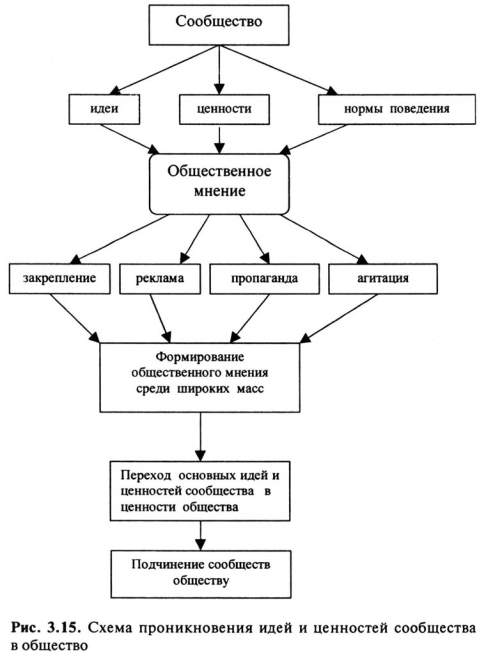 Сообщество
идеи
ценности
нормы поведения
Общественное
мнение
закрепление
реклама
пропаганда
агитация
Формирование
общественного мнения
среди широких масс
Переход основных идей и
ценностей сообщества в
ценности общества
Подчинение сообществ
обществу
Рис. 3.15. Схема проникновения идей и ценностей сообщества
в общество